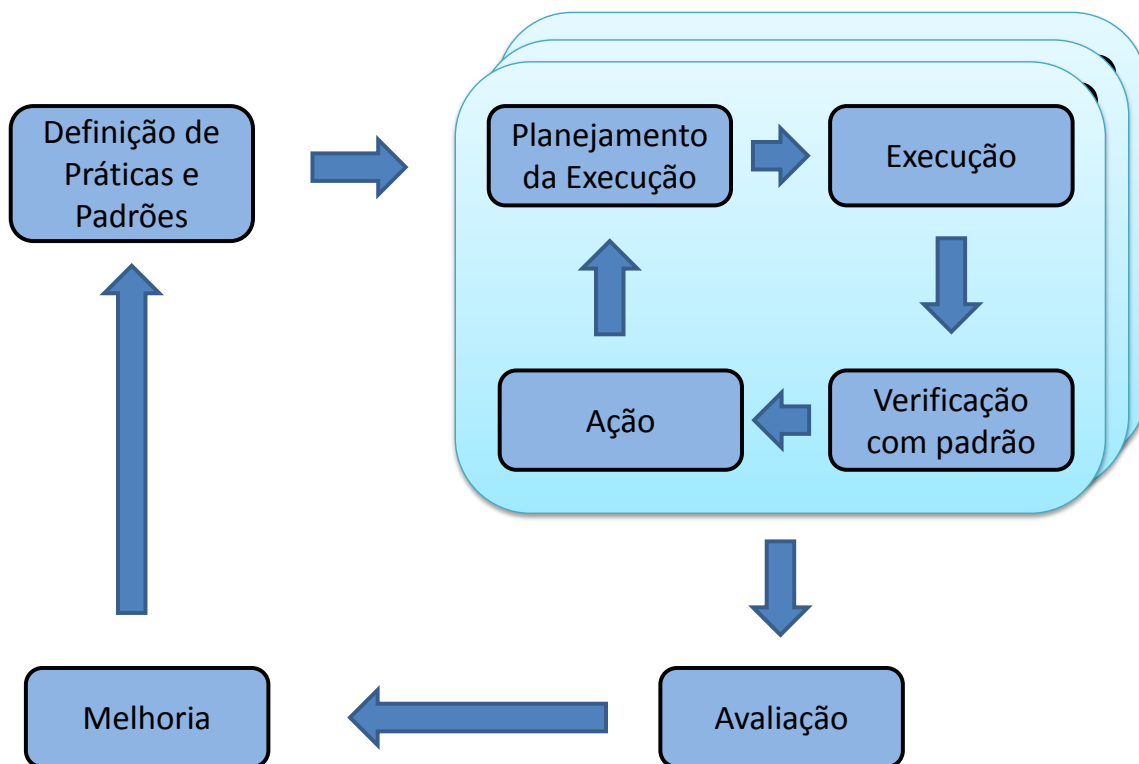 Definição de
Práticas e
Padrões
Planejamento
da Execução
Execução
Ação
Verificação
com padrão
Melhoria
Avaliação